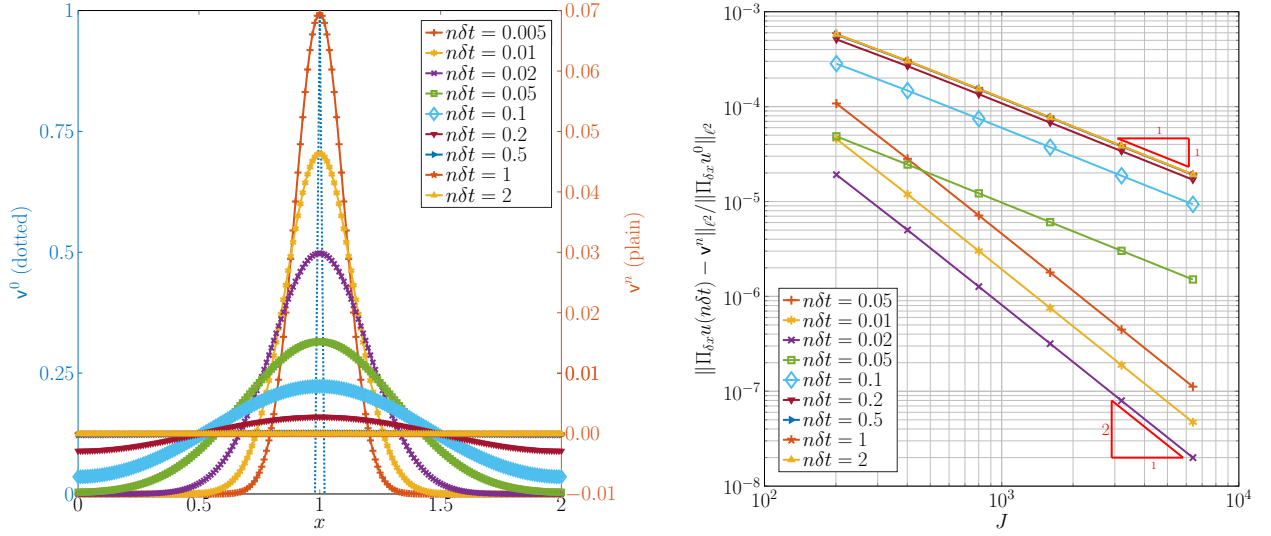 1
0.75
0.5
0.25
0
v⁰ (dotted)
0.07
0.06
0.05
0.04
0.03
0.02
0.01
0.00
−0.01
vⁿ (plain)
nδt = 0.005
nδt = 0.01
nδt = 0.02
nδt = 0.05
nδt = 0.1
nδt = 0.2
nδt = 0.5
nδt = 1
nδt = 2
0 0.5 1 1.5 2
x
10⁻³
10⁻⁴
10⁻⁵
10⁻⁶
10⁻⁷
10⁻⁸
‖Π_δx u(nδt) − vⁿ‖_ℓ² / ‖Π_δx u⁰‖_ℓ²
1
1
nδt = 0.05
nδt = 0.01
nδt = 0.02
nδt = 0.05
nδt = 0.1
nδt = 0.2
nδt = 0.5
nδt = 1
nδt = 2
2
1
10² 10³ 10⁴
J